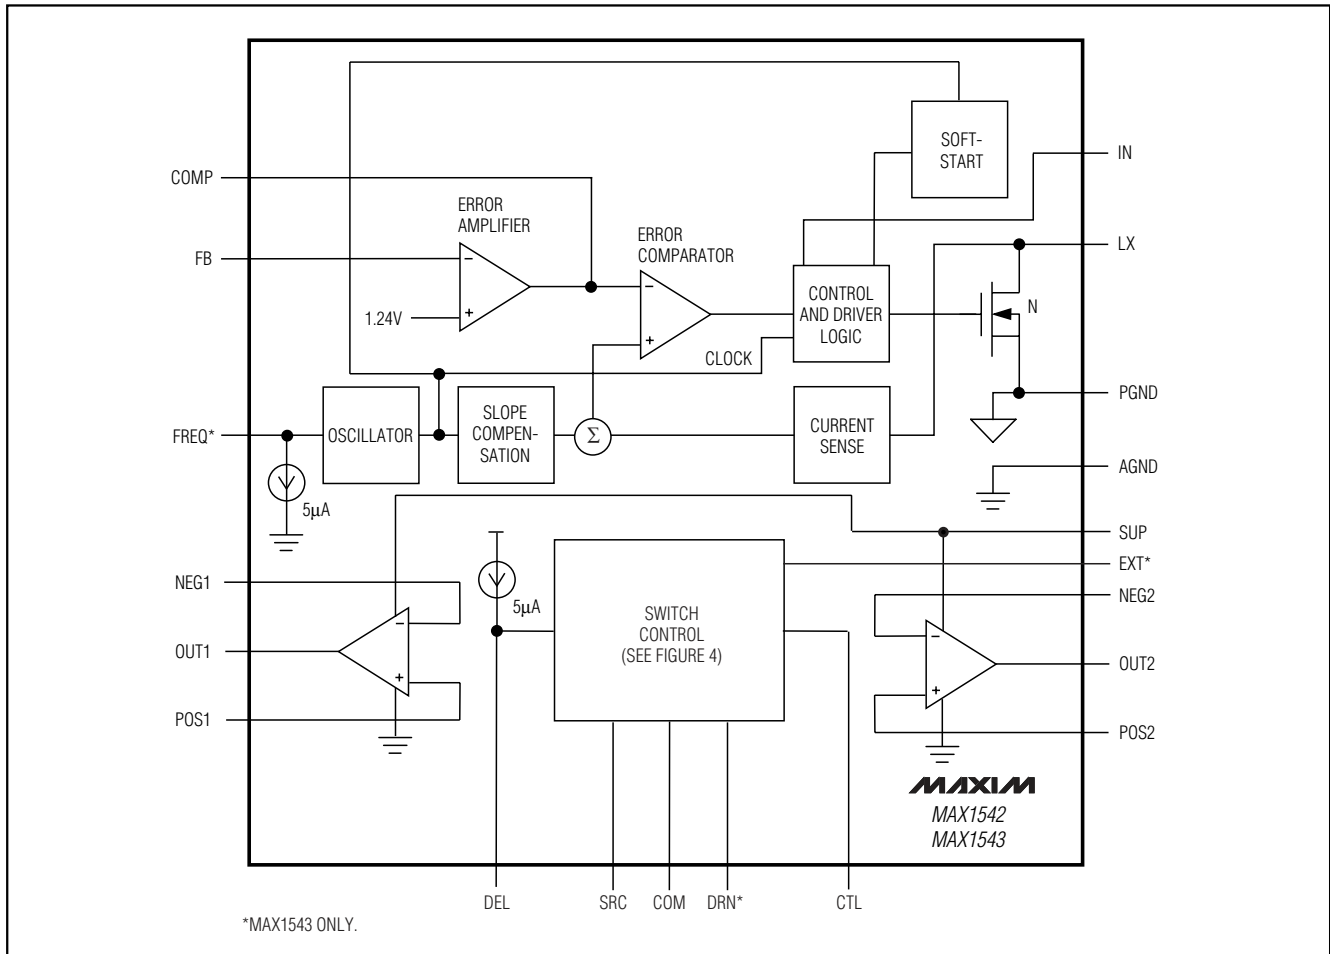 SOFT-
START
IN
COMP
ERROR
AMPLIFIER
ERROR
COMPARATOR
LX
FB
−
+
1.24V
−
+
CONTROL
AND DRIVER
LOGIC
N
CLOCK
PGND
FREQ*
OSCILLATOR
SLOPE
COMPEN-
SATION
Σ
CURRENT
SENSE
AGND
5µA
SUP
EXT*
NEG1
5µA
SWITCH
CONTROL
(SEE FIGURE 4)
NEG2
−
+
OUT1
−
+
OUT2
POS1
POS2
MAXIM
MAX1542
MAX1543
DEL
SRC
COM
DRN*
CTL
*MAX1543 ONLY.